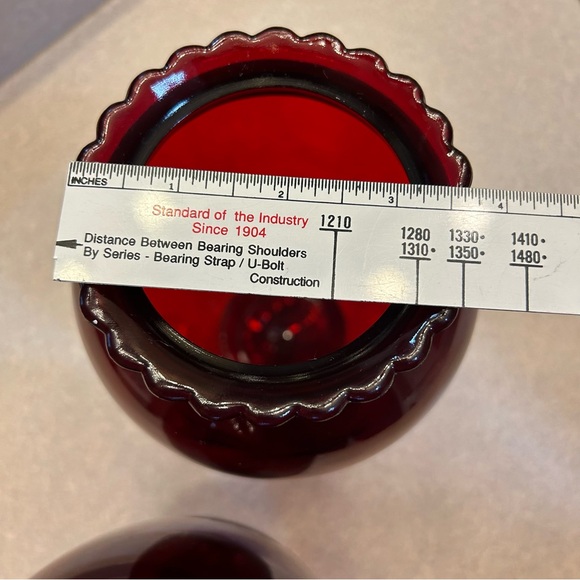 INCHES 1 2 3 4
Standard of the Industry
Since 1904
Distance Between Bearing Shoulders
By Series - Bearing Strap / U-Bolt
Construction
1210
1280 1330• 1410•
1310• 1350• 1480•